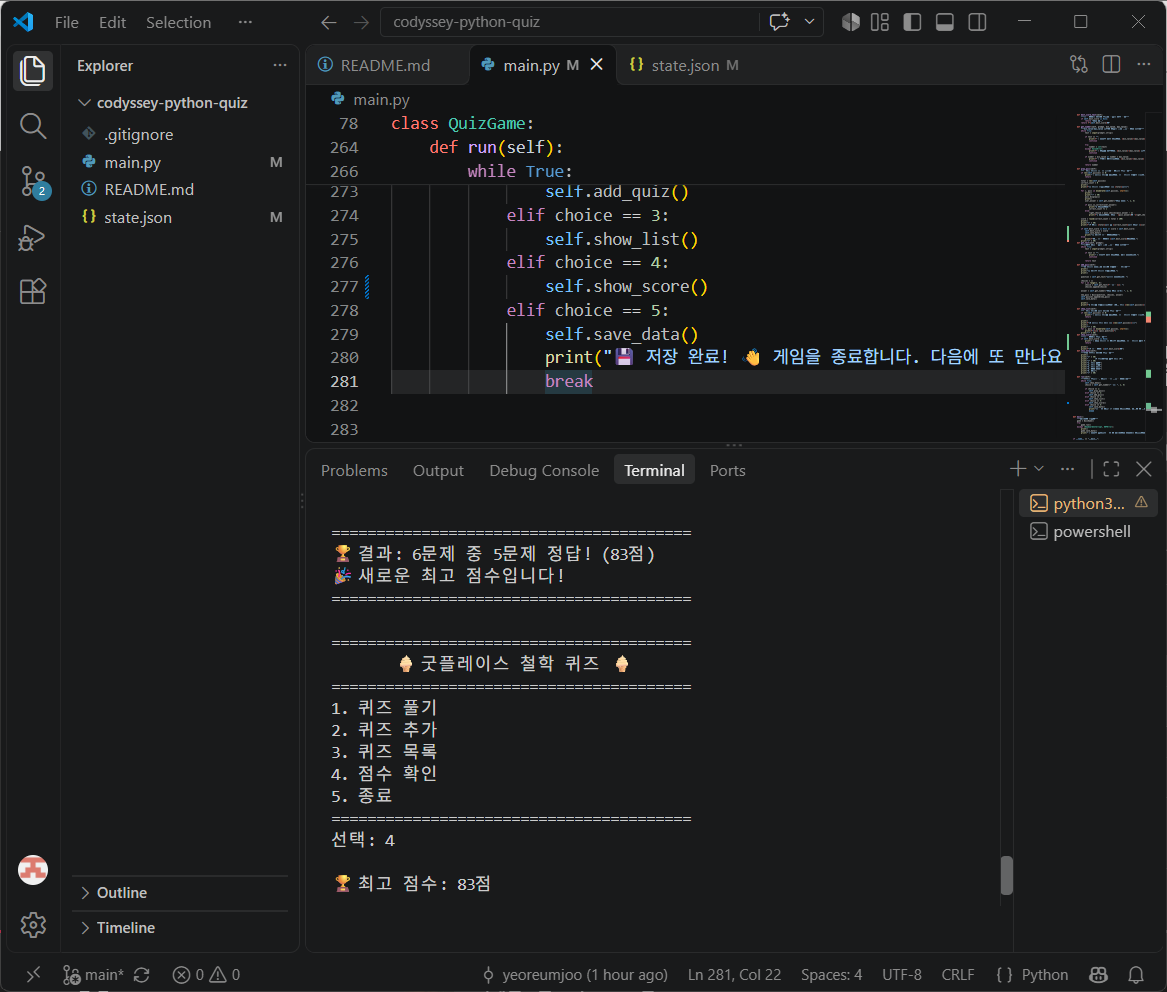 File Edit Selection ··· codyssey-python-quiz
Explorer ···
codyssey-python-quiz
.gitignore
main.py M
README.md
state.json M
Outline
Timeline
README.md main.py M state.json M ···
main.py
78 class QuizGame:
264 def run(self):
266 while True:
273 self.add_quiz()
274 elif choice == 3:
275 self.show_list()
276 elif choice == 4:
277 self.show_score()
278 elif choice == 5:
279 self.save_data()
280 print("💾 저장 완료! 👋 게임을 종료합니다. 다음에 또 만나요
281 break
282
283
Problems Output Debug Console Terminal Ports
python3...
powershell
========================================
🏆 결과: 6문제 중 5문제 정답! (83점)
🎉 새로운 최고 점수입니다!
========================================
========================================
🍦 굿플레이스 철학 퀴즈 🍦
========================================
1. 퀴즈 풀기
2. 퀴즈 추가
3. 퀴즈 목록
4. 점수 확인
5. 종료
========================================
선택: 4
🏆 최고 점수: 83점
2
main* 0 0 yeoreumjoo (1 hour ago) Ln 281, Col 22 Spaces: 4 UTF-8 CRLF { } Python